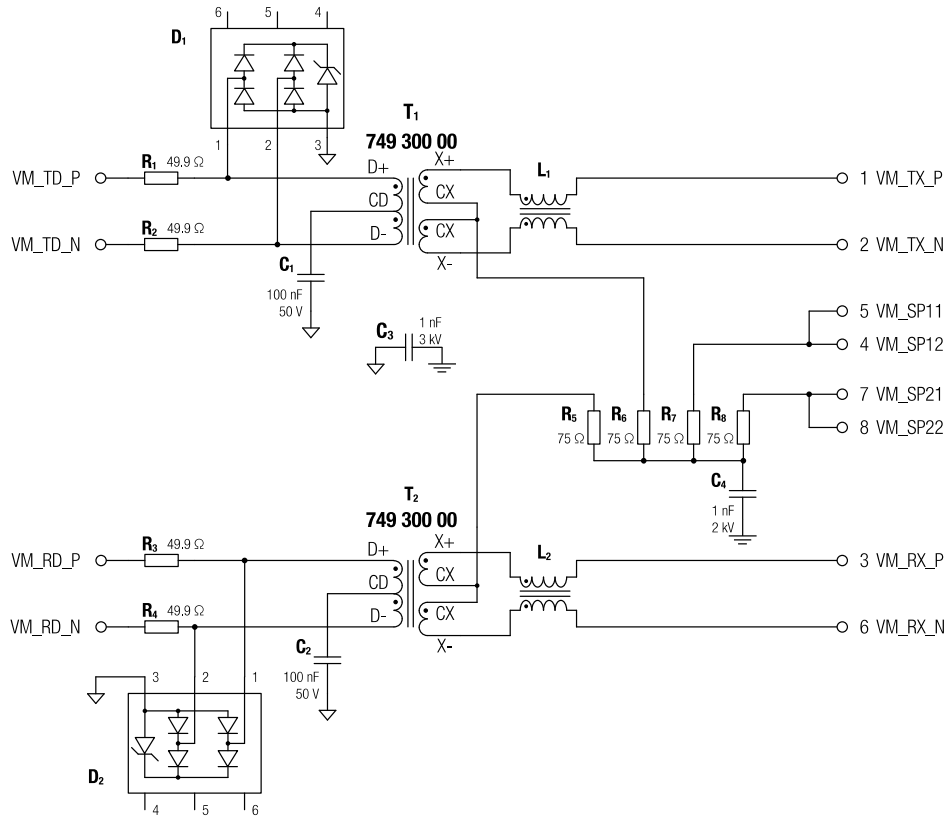 6 5 4
D₁
1 2 3
T₁
749 300 00
VM_TD_P R₁ 49.9 Ω D+ X+ L₁ 1 VM_TX_P
CD CX
VM_TD_N R₂ 49.9 Ω D- CX 2 VM_TX_N
X-
C₁
100 nF
50 V
C₃ 1 nF
3 kV
5 VM_SP11
4 VM_SP12
7 VM_SP21
8 VM_SP22
R₅ R₆ R₇ R₈
75 Ω 75 Ω 75 Ω 75 Ω
C₄
1 nF
2 kV
T₂
749 300 00
VM_RD_P R₃ 49.9 Ω D+ X+ L₂ 3 VM_RX_P
CD CX
VM_RD_N R₄ 49.9 Ω D- CX 6 VM_RX_N
X-
C₂
100 nF
50 V
3 2 1
D₂
4 5 6